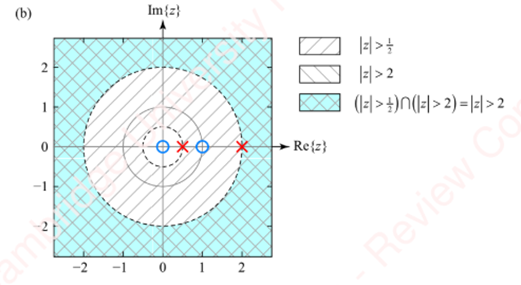 (b)
Im{z}
|z| > 1/2
|z| > 2
(|z| > 1/2) ∩ (|z| > 2) = |z| > 2
2
1
0
−1
−2
Re{z}
−2 −1 0 1 2